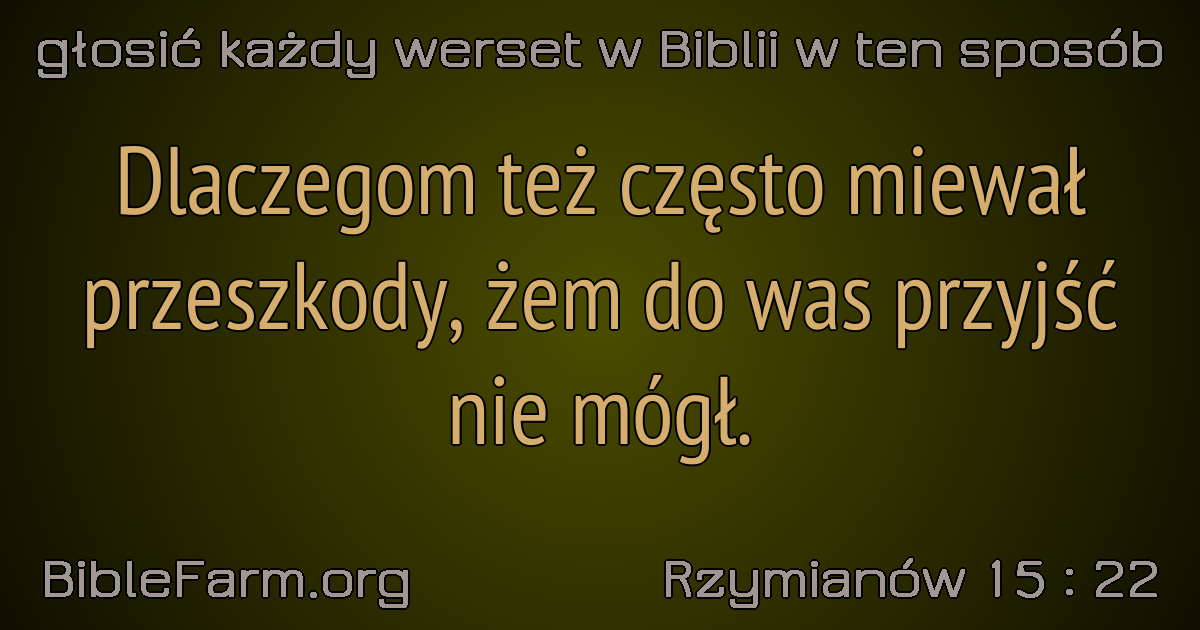 głosić każdy werset w Biblii w ten sposób
Dlaczegom też często miewał
przeszkody, żem do was przyjść
nie mógł.
BibleFarm.org
Rzymianów 15 : 22